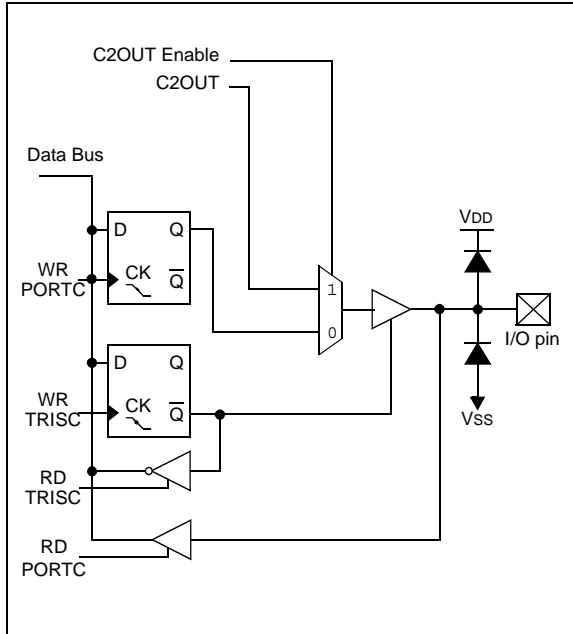 C2OUT Enable
C2OUT
Data Bus
VDD
D Q
WR
PORTC
CK
Q
1
0
I/O pin
D Q
WR
TRISC
CK
Q
VSS
RD
TRISC
RD
PORTC